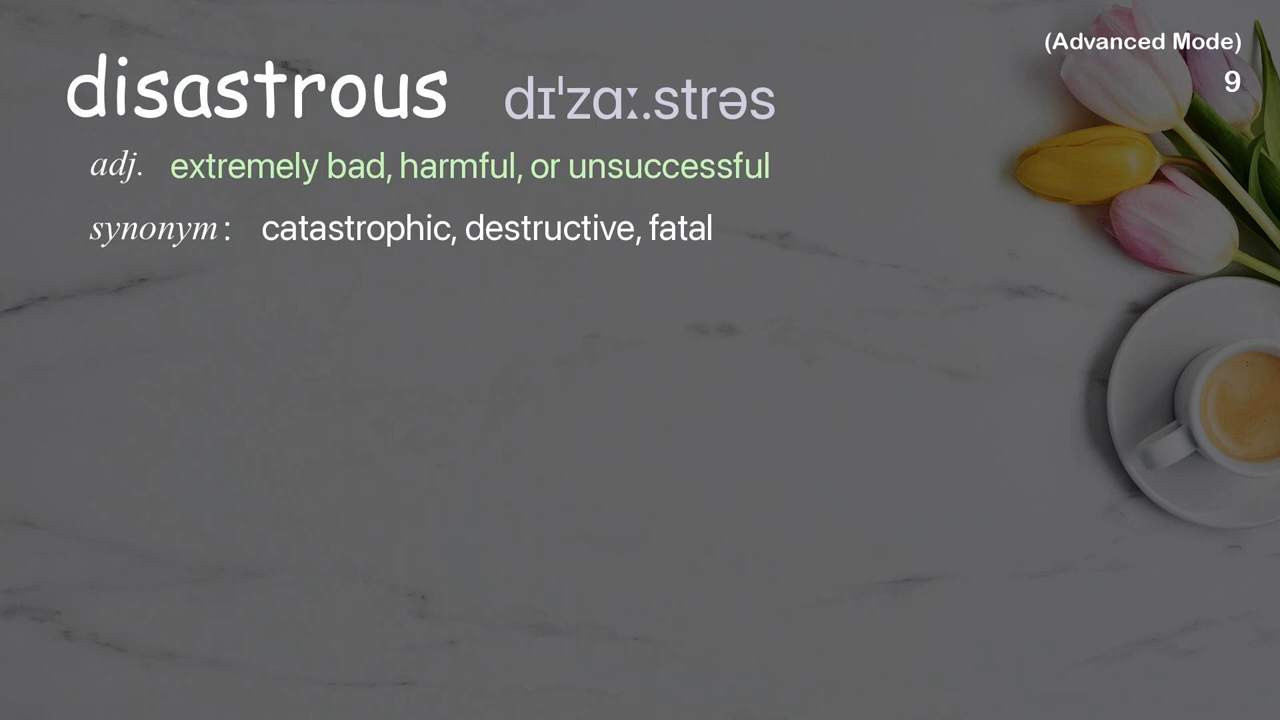 (Advanced Mode)
9
disastrous dɪˈzɑː.strəs
adj. extremely bad, harmful, or unsuccessful
synonym : catastrophic, destructive, fatal